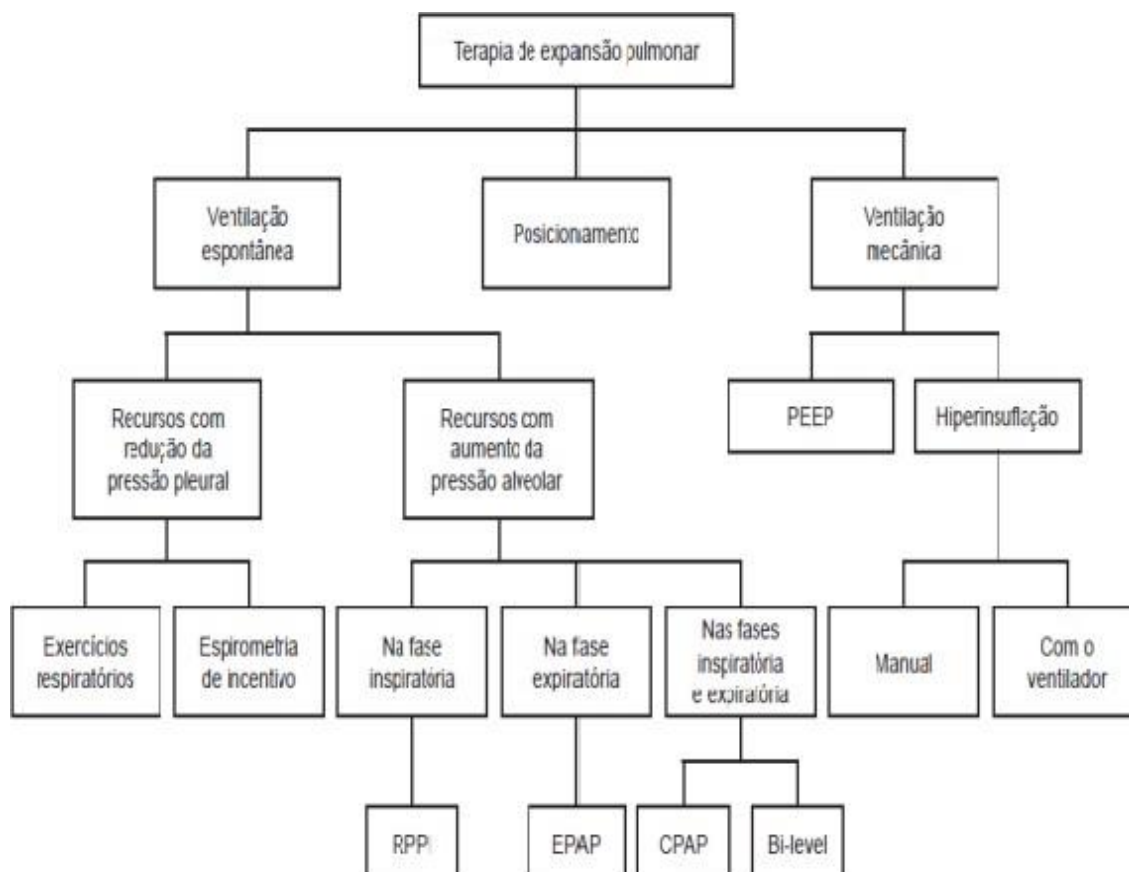 Terapia de expansão pulmonar
Ventilação
espontânea
Posicionamento
Ventilação
mecânica
Recursos com
redução da
pressão pleural
Recursos com
aumento da
pressão alveolar
PEEP
Hiperinsuflação
Exercícios
respiratórios
Espirometria
de incentivo
Na fase
inspiratória
Na fase
expiratória
Nas fases
inspiratória
e expiratória
Manual
Com o
ventilador
RPPI
EPAP
CPAP
Bi-level